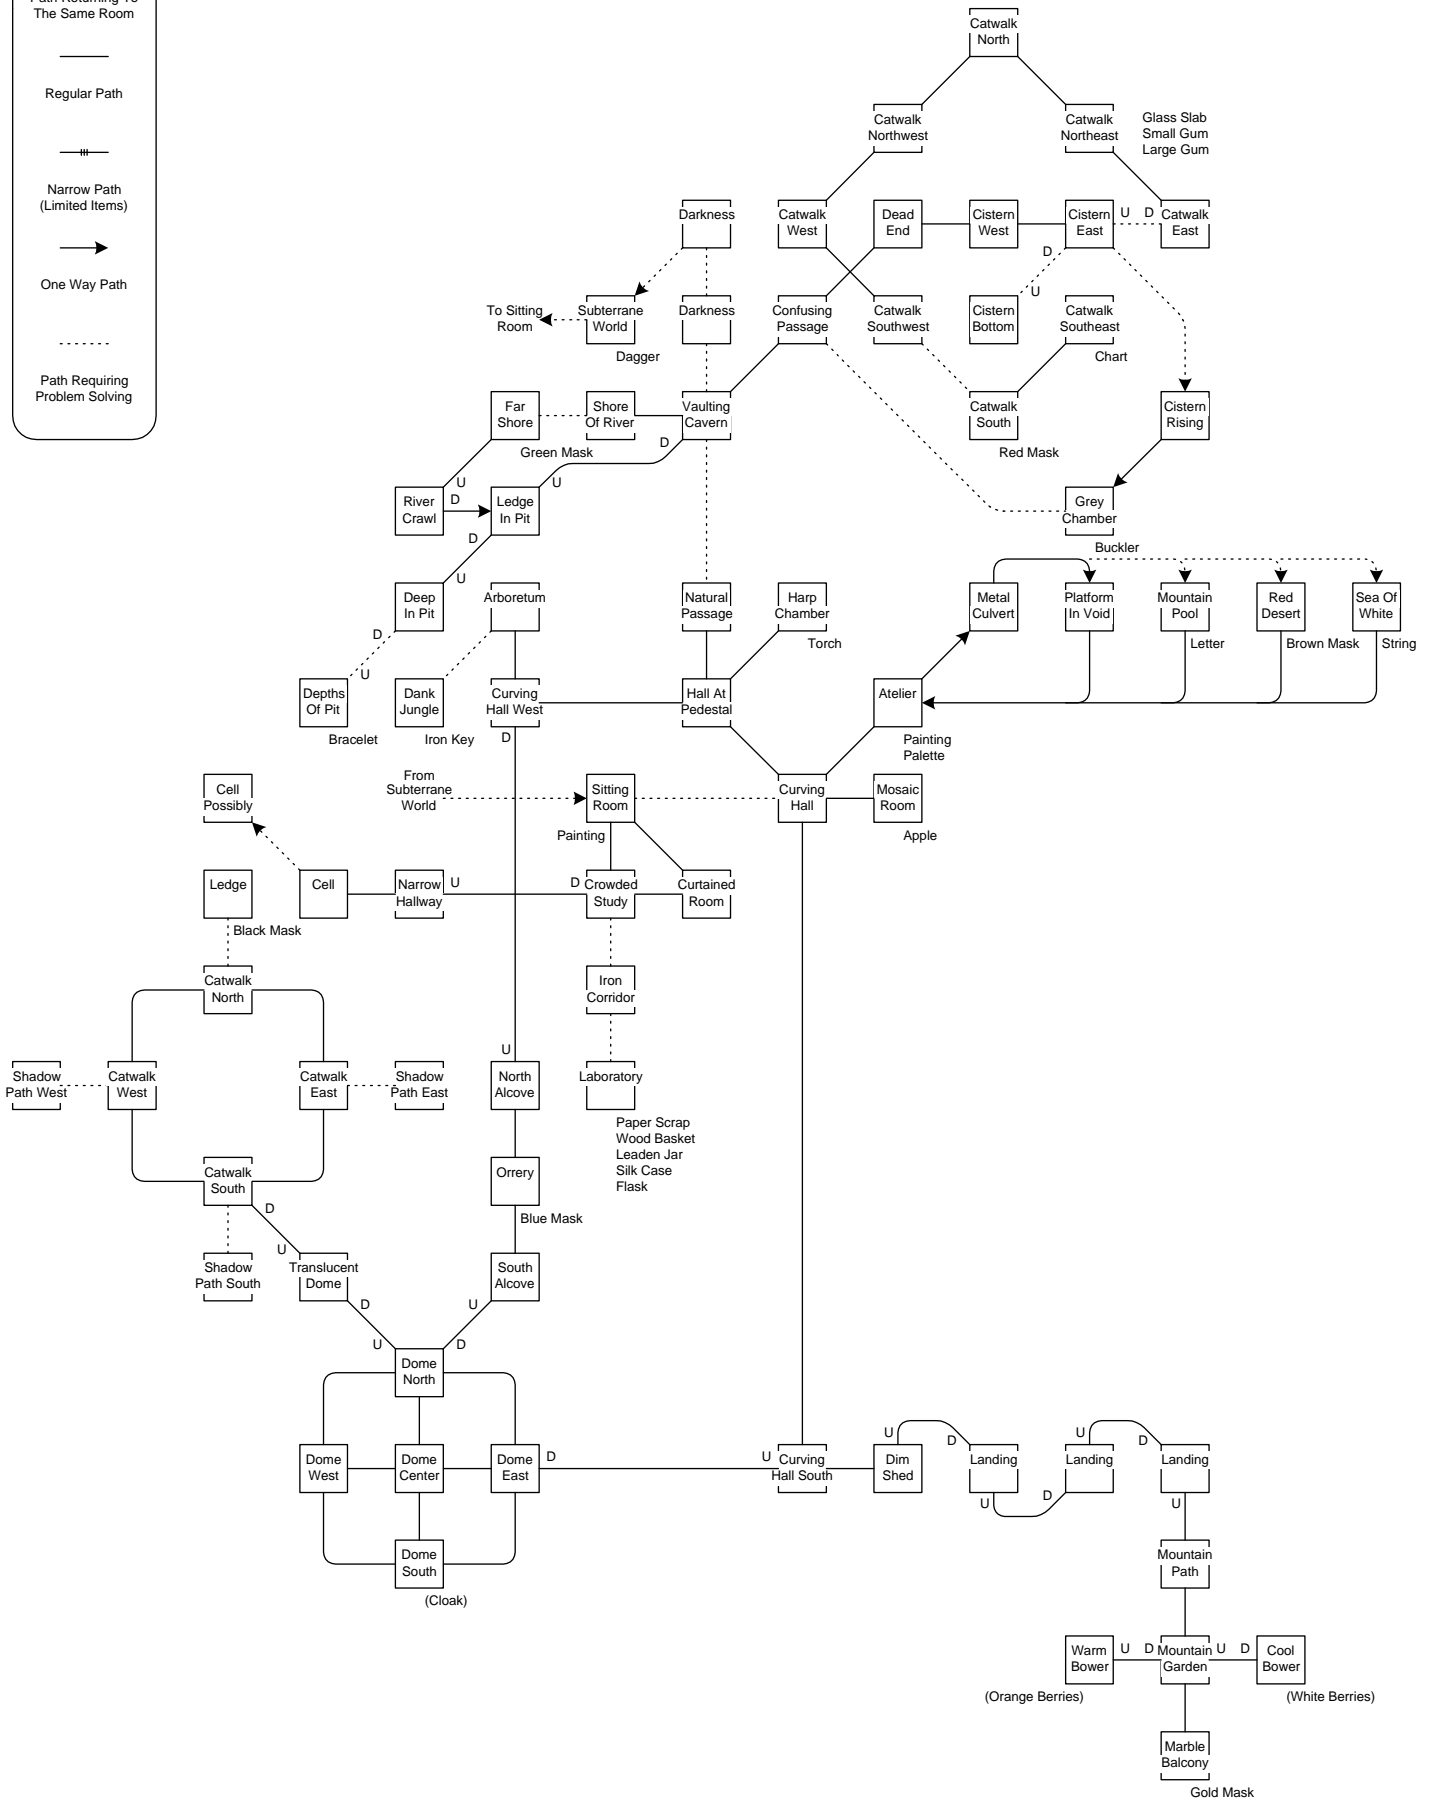 Path Returning To
The Same Room
Regular Path
Narrow Path
(Limited Items)
One Way Path
Path Requiring
Problem Solving
Catwalk
North
Catwalk
Northwest
Catwalk
Northeast
Glass Slab
Small Gum
Large Gum
Darkness
Catwalk
West
Dead
End
Cistern
West
Cistern
East
U
D
Catwalk
East
D
U
To Sitting
Room
Subterrane
World
Dagger
Darkness
Confusing
Passage
Catwalk
Southwest
Cistern
Bottom
Catwalk
Southeast
Chart
Far
Shore
Shore
Of River
Green Mask
Vaulting
Cavern
D
U
Catwalk
South
Red Mask
Cistern
Rising
U
River
Crawl
D
Ledge
In Pit
D
U
Grey
Chamber
Buckler
Deep
In Pit
D
U
Arboretum
Natural
Passage
Harp
Chamber
Torch
Metal
Culvert
Platform
In Void
Mountain
Pool
Letter
Red
Desert
Brown Mask
Sea Of
White
String
Depths
Of Pit
Bracelet
Dank
Jungle
Iron Key
Curving
Hall West
D
Hall At
Pedestal
Atelier
Painting
Palette
Cell
Possibly
From
Subterrane
World
Sitting
Room
Painting
Curving
Hall
Mosaic
Room
Apple
Ledge
Black Mask
Cell
Narrow
Hallway
U
D
Crowded
Study
Curtained
Room
Catwalk
North
Iron
Corridor
U
Shadow
Path West
Catwalk
West
Catwalk
East
Shadow
Path East
North
Alcove
Laboratory
Paper Scrap
Wood Basket
Leaden Jar
Silk Case
Flask
Catwalk
South
D
U
Orrery
Blue Mask
Shadow
Path South
Translucent
Dome
D
U
South
Alcove
U
D
Dome
North
Dome
West
Dome
Center
Dome
East
D
U
Curving
Hall South
Dim
Shed
U
D
Landing
U
D
Landing
U
D
Landing
U
Dome
South
(Cloak)
Mountain
Path
Warm
Bower
U
D
Mountain
Garden
U
D
Cool
Bower
(Orange Berries)
(White Berries)
Marble
Balcony
Gold Mask